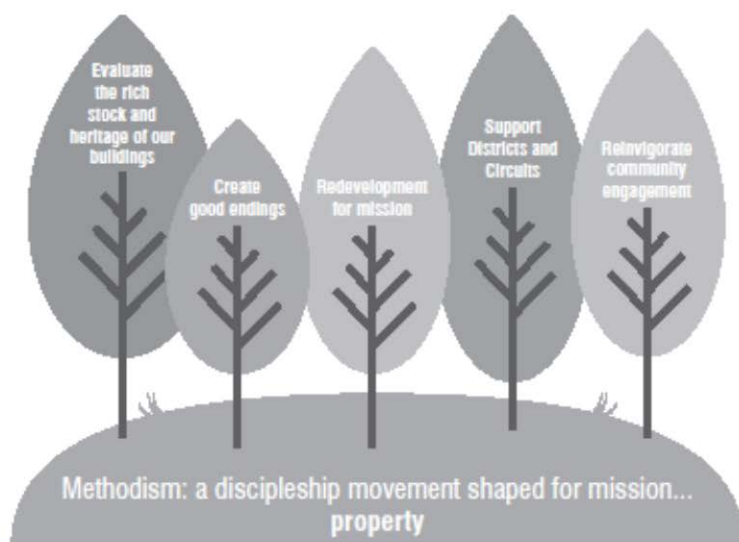 Evaluate
the rich
stock and
heritage of our
buildings
Create
good endings
Redevelopment
for mission
Support
Districts and
Circuits
Reinvigorate
community
engagement
Methodism: a discipleship movement shaped for mission...
property